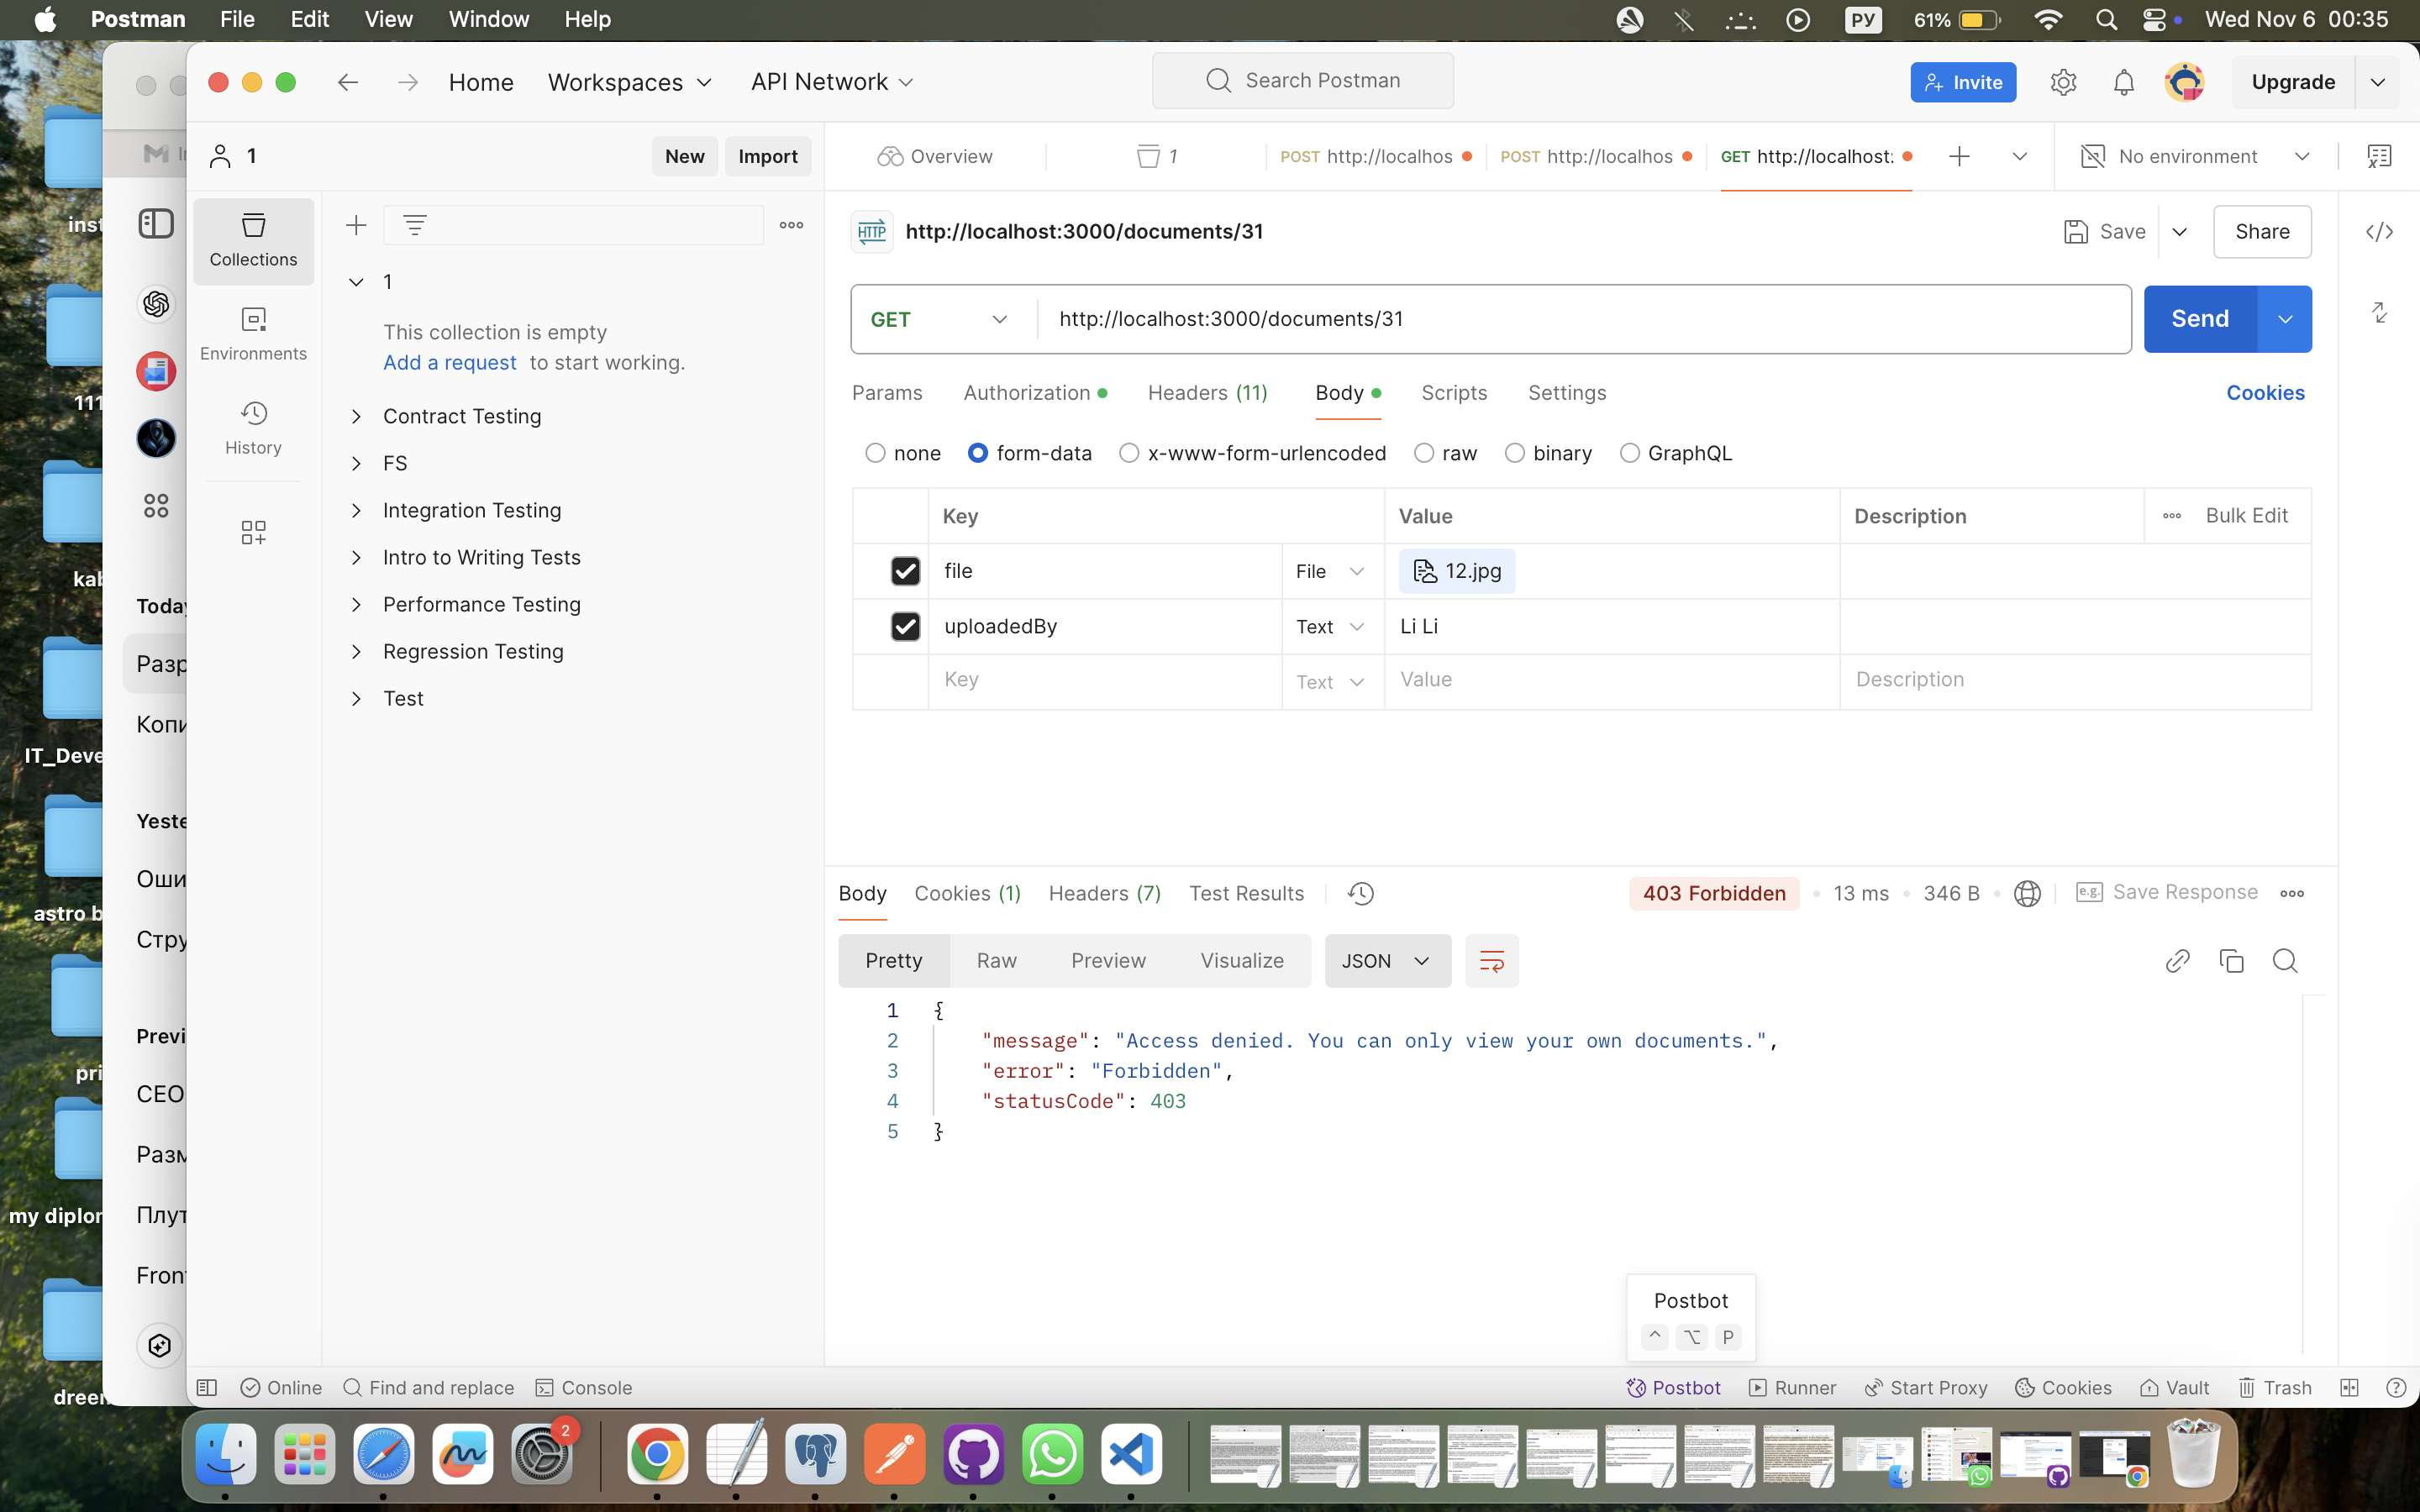 Postman File Edit View Window Help РУ 61% Wed Nov 6 00:35
Home Workspaces API Network Search Postman Invite Upgrade
1 New Import Overview 1 POST http://localhos POST http://localhos GET http://localhost: No environment
Collections
Environments
History
1
This collection is empty
Add a request to start working.
Contract Testing
FS
Integration Testing
Intro to Writing Tests
Performance Testing
Regression Testing
Test
HTTP http://localhost:3000/documents/31 Save Share
GET http://localhost:3000/documents/31 Send
Params Authorization Headers (11) Body Scripts Settings Cookies
none form-data x-www-form-urlencoded raw binary GraphQL
Key Value Description Bulk Edit
file File 12.jpg
uploadedBy Text Li Li
Key Text Value Description
Body Cookies (1) Headers (7) Test Results 403 Forbidden 13 ms 346 B e.g. Save Response
Pretty Raw Preview Visualize JSON
1 {
2 "message": "Access denied. You can only view your own documents.",
3 "error": "Forbidden",
4 "statusCode": 403
5 }
Postbot
^ ⌥ P
Online Find and replace Console Postbot Runner Start Proxy Cookies Vault Trash
inst
111
kab
IT_Deve
astro b
pri
my diplor
dreen
Today
Разр
Копи
Yeste
Оши
Стру
Previ
CEO
Разм
Плут
Front
2